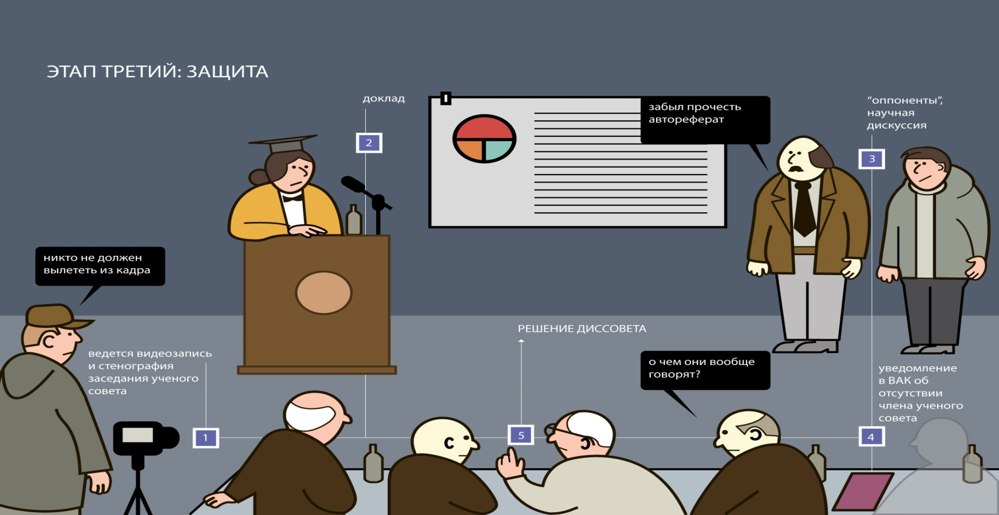 ЭТАП ТРЕТИЙ: ЗАЩИТА
доклад
2
забыл прочесть
автореферат
“оппоненты”,
научная
дискуссия
3
никто не должен
вылететь из кадра
ведется видеозапись
и стенография
заседания ученого
совета
1
РЕШЕНИЕ ДИССОВЕТА
5
о чем они вообще
говорят?
уведомление
в ВАК об
отсутствии
члена ученого
совета
4